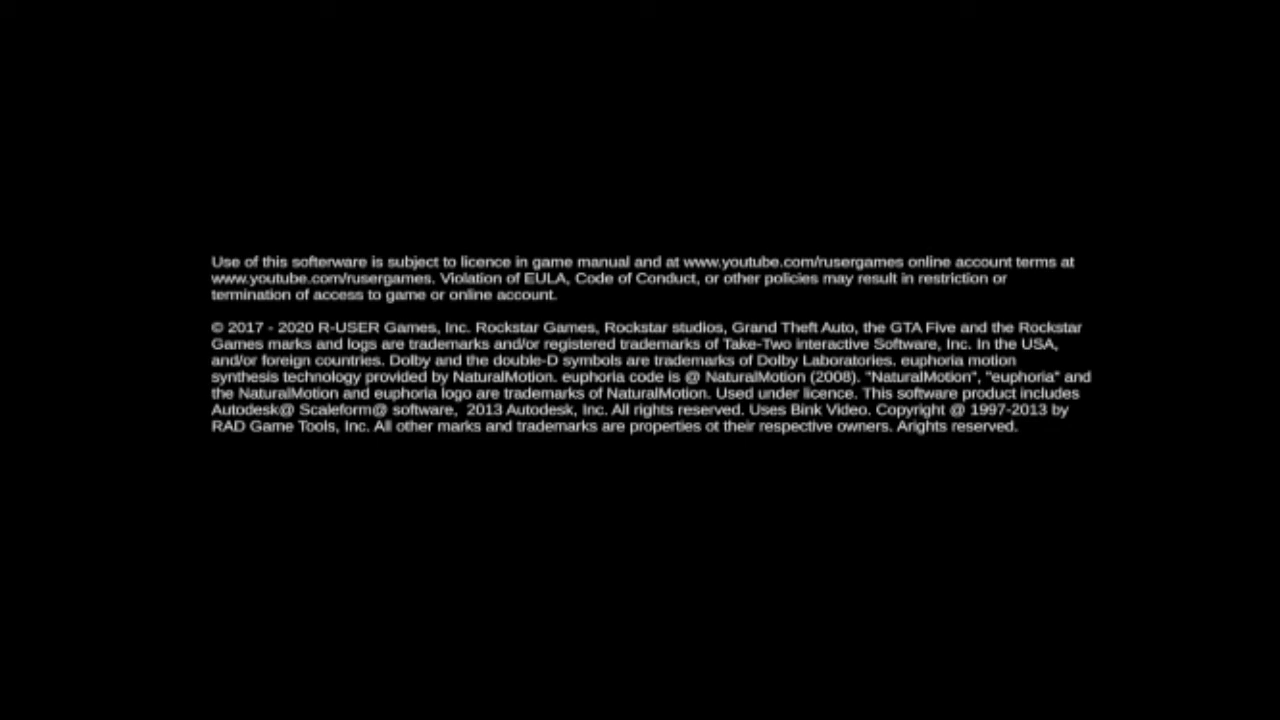 Use of this softerware is subject to licence in game manual and at www.youtube.com/rusergames online account terms at
www.youtube.com/rusergames. Violation of EULA, Code of Conduct, or other policies may result in restriction or
termination of access to game or online account.
© 2017 - 2020 R-USER Games, Inc. Rockstar Games, Rockstar studios, Grand Theft Auto, the GTA Five and the Rockstar
Games marks and logs are trademarks and/or registered trademarks of Take-Two interactive Software, Inc. In the USA,
and/or foreign countries. Dolby and the double-D symbols are trademarks of Dolby Laboratories. euphoria motion
synthesis technology provided by NaturalMotion. euphoria code is @ NaturalMotion (2008). "NaturalMotion", "euphoria" and
the NaturalMotion and euphoria logo are trademarks of NaturalMotion. Used under licence. This software product includes
Autodesk@ Scaleform@ software,  2013 Autodesk, Inc. All rights reserved. Uses Bink Video. Copyright @ 1997-2013 by
RAD Game Tools, Inc. All other marks and trademarks are properties ot their respective owners. Arights reserved.